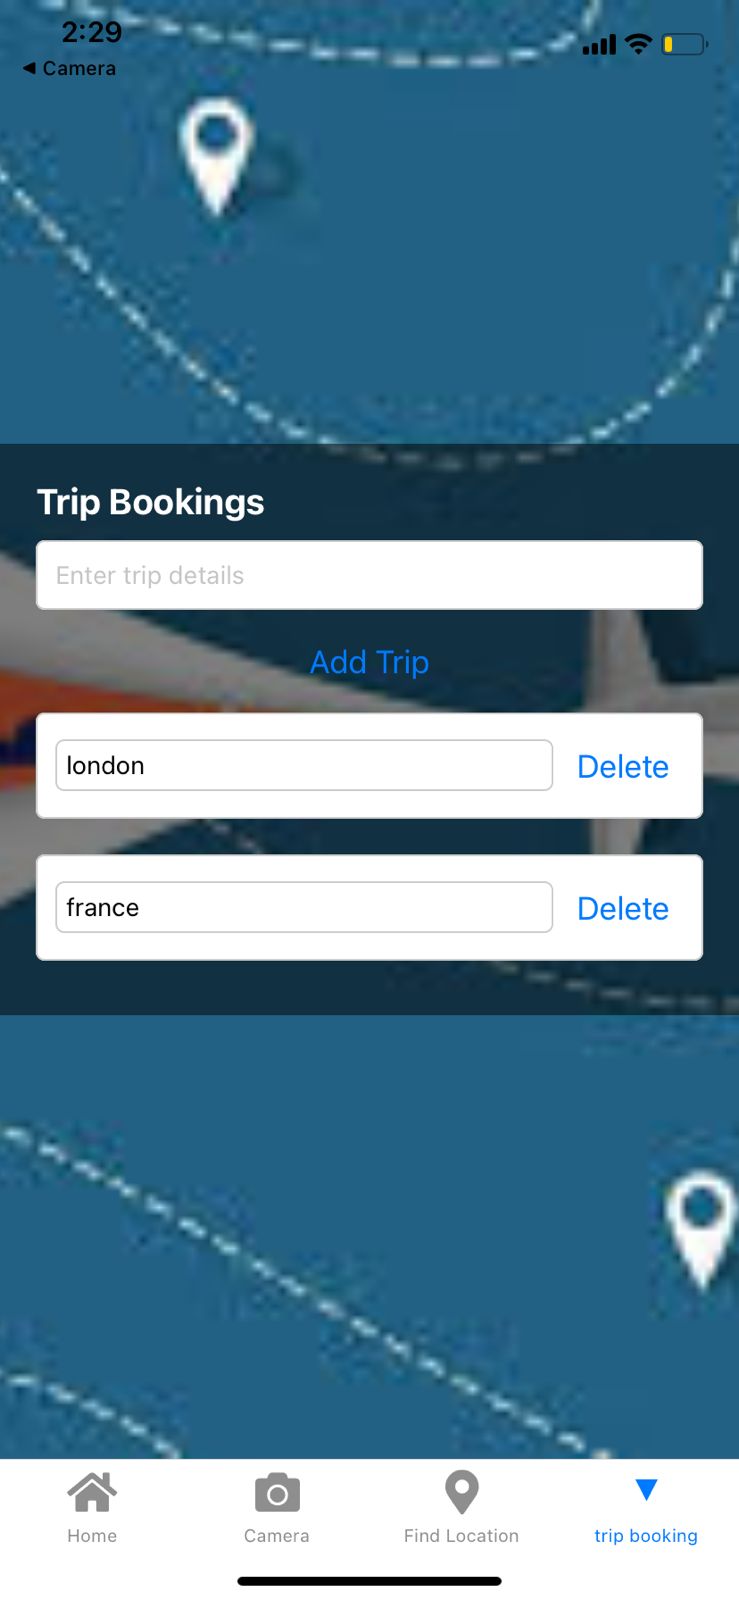 2:29
◀ Camera
Trip Bookings
Enter trip details
Add Trip
london
Delete
france
Delete
Home
Camera
Find Location
trip booking